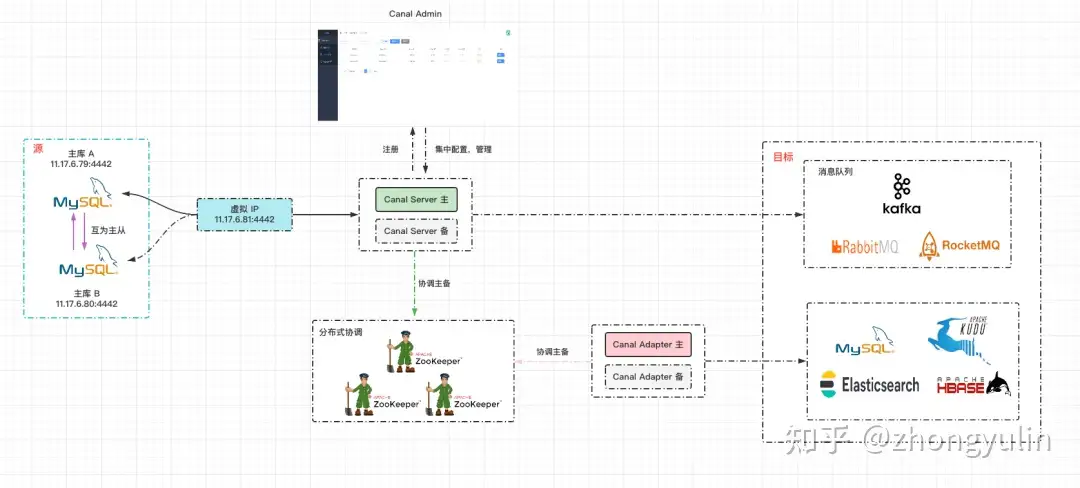 Canal Admin
注册
集中配置，管理
源
主库 A
11.17.6.79:4442
MySQL
互为主从
MySQL
主库 B
11.17.6.80:4442
虚拟 IP
11.17.6.81:4442
Canal Server 主
Canal Server 备
协调主备
分布式协调
APACHE
ZooKeeper
APACHE
ZooKeeper
APACHE
ZooKeeper
协调主备
Canal Adapter 主
Canal Adapter 备
目标
消息队列
kafka
RabbitMQ
RocketMQ
MySQL
APACHE
KUDU
Elasticsearch
APACHE
HBASE
知乎 @zhongyulin